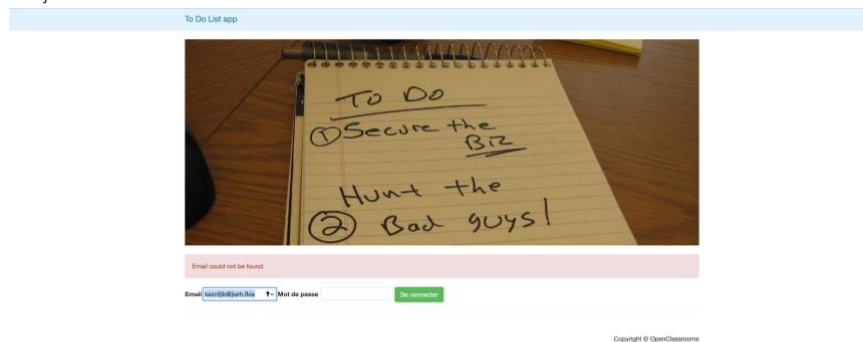 To Do List app
To Do
① Secure the
Biz
Hunt the
② Bad guys!
Email could not be found.
Email Mot de passe Se connecter
Copyright © OpenClassrooms